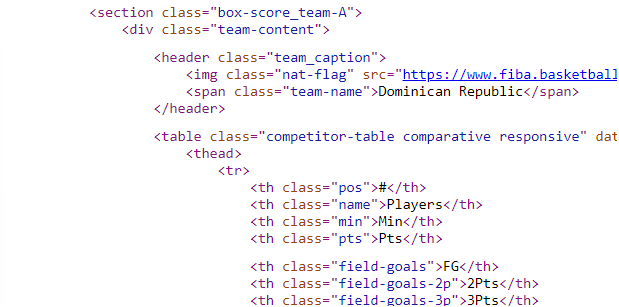 <section class="box-score_team-A">
<div class="team-content">
<header class="team_caption">
<img class="nat-flag" src="https://www.fiba.basketball
<span class="team-name">Dominican Republic</span>
</header>
<table class="competitor-table comparative responsive" dat
<thead>
<tr>
<th class="pos">#</th>
<th class="name">Players</th>
<th class="min">Min</th>
<th class="pts">Pts</th>
<th class="field-goals">FG</th>
<th class="field-goals-2p">2Pts</th>
<th class="field-goals-3p">3Pts</th>